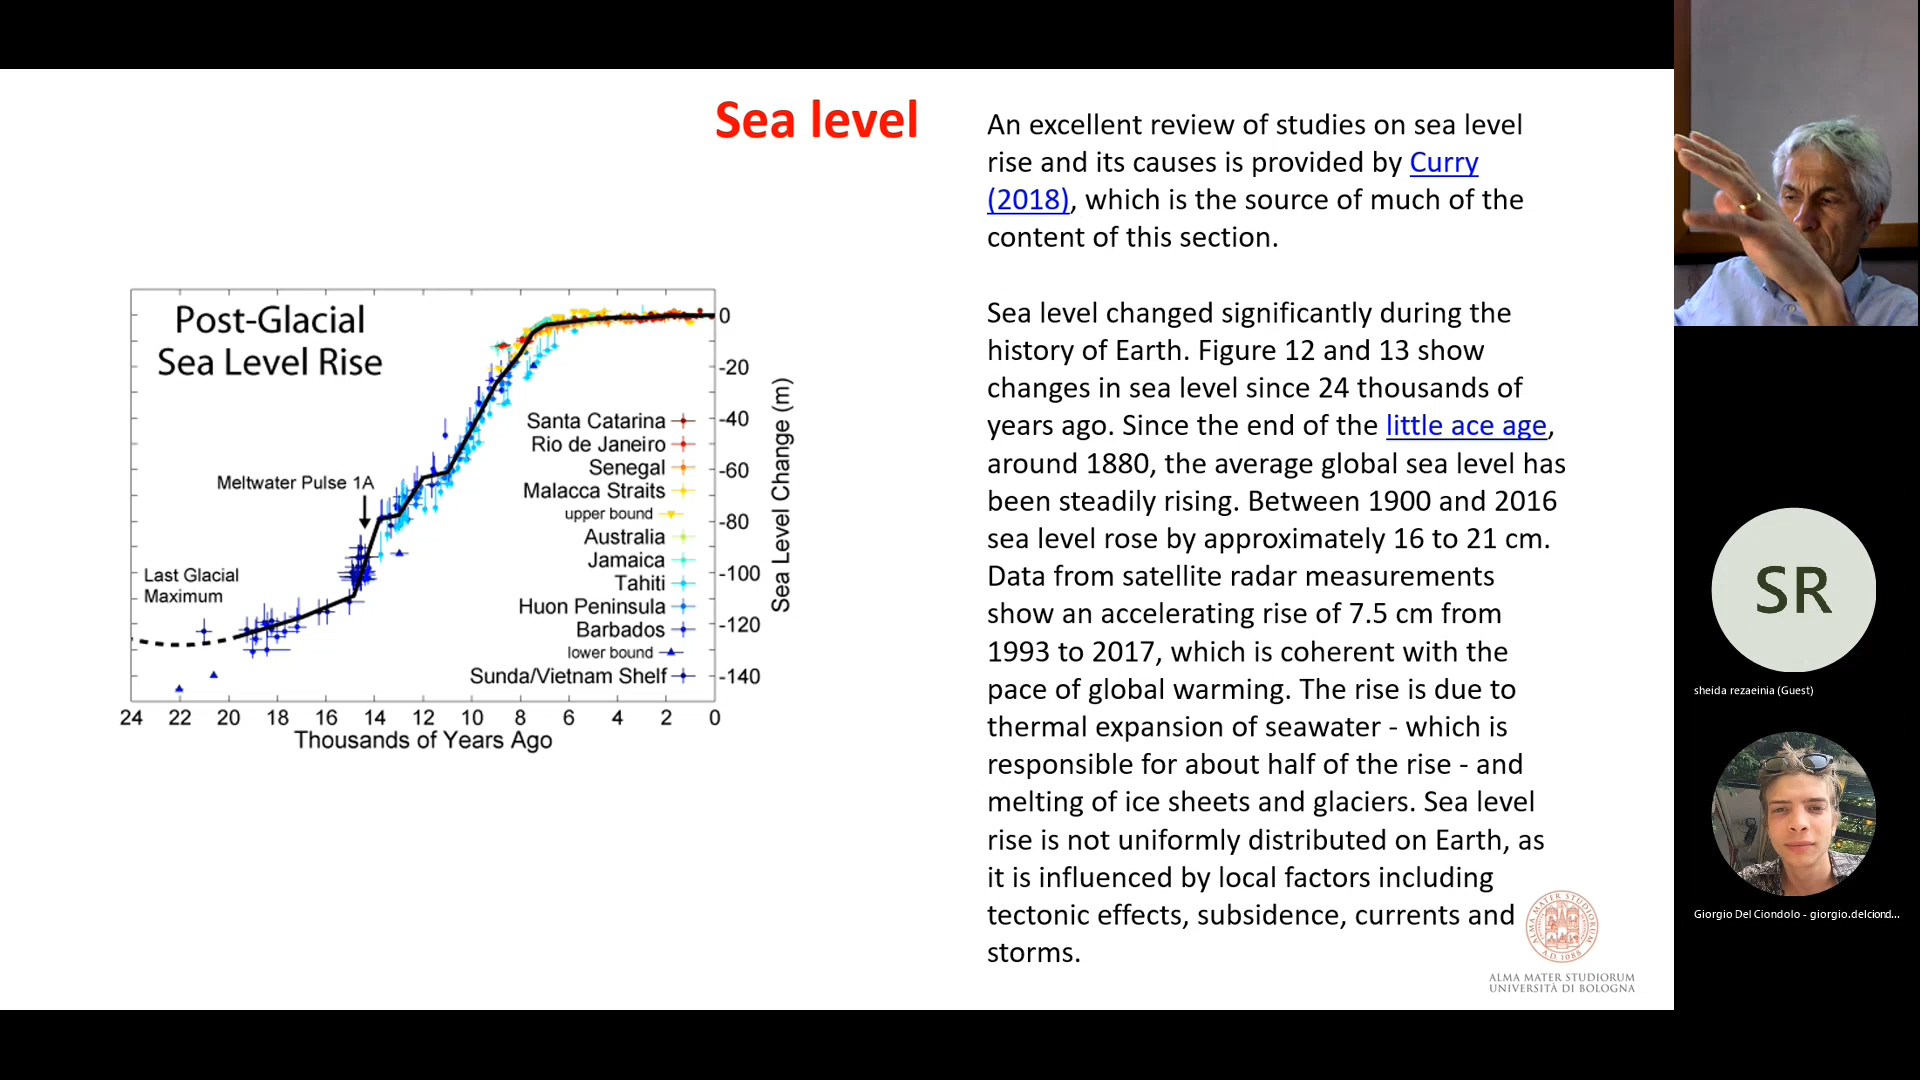 Sea level
An excellent review of studies on sea level
rise and its causes is provided by Curry
(2018), which is the source of much of the
content of this section.
Sea level changed significantly during the
history of Earth. Figure 12 and 13 show
changes in sea level since 24 thousands of
years ago. Since the end of the little ace age,
around 1880, the average global sea level has
been steadily rising. Between 1900 and 2016
sea level rose by approximately 16 to 21 cm.
Data from satellite radar measurements
show an accelerating rise of 7.5 cm from
1993 to 2017, which is coherent with the
pace of global warming. The rise is due to
thermal expansion of seawater - which is
responsible for about half of the rise - and
melting of ice sheets and glaciers. Sea level
rise is not uniformly distributed on Earth, as
it is influenced by local factors including
tectonic effects, subsidence, currents and
storms.
Post-Glacial
Sea Level Rise
Meltwater Pulse 1A
Last Glacial
Maximum
Santa Catarina
Rio de Janeiro
Senegal
Malacca Straits
upper bound
Australia
Jamaica
Tahiti
Huon Peninsula
Barbados
lower bound
Sunda/Vietnam Shelf
0
-20
-40
-60
-80
-100
-120
-140
Sea Level Change (m)
24 22 20 18 16 14 12 10 8 6 4 2 0
Thousands of Years Ago
ALMA MATER STUDIORUM
A.D. 1088
ALMA MATER STUDIORUM
UNIVERSITÀ DI BOLOGNA
SR
sheida rezaeinia (Guest)
Giorgio Del Ciondolo - giorgio.delciond...